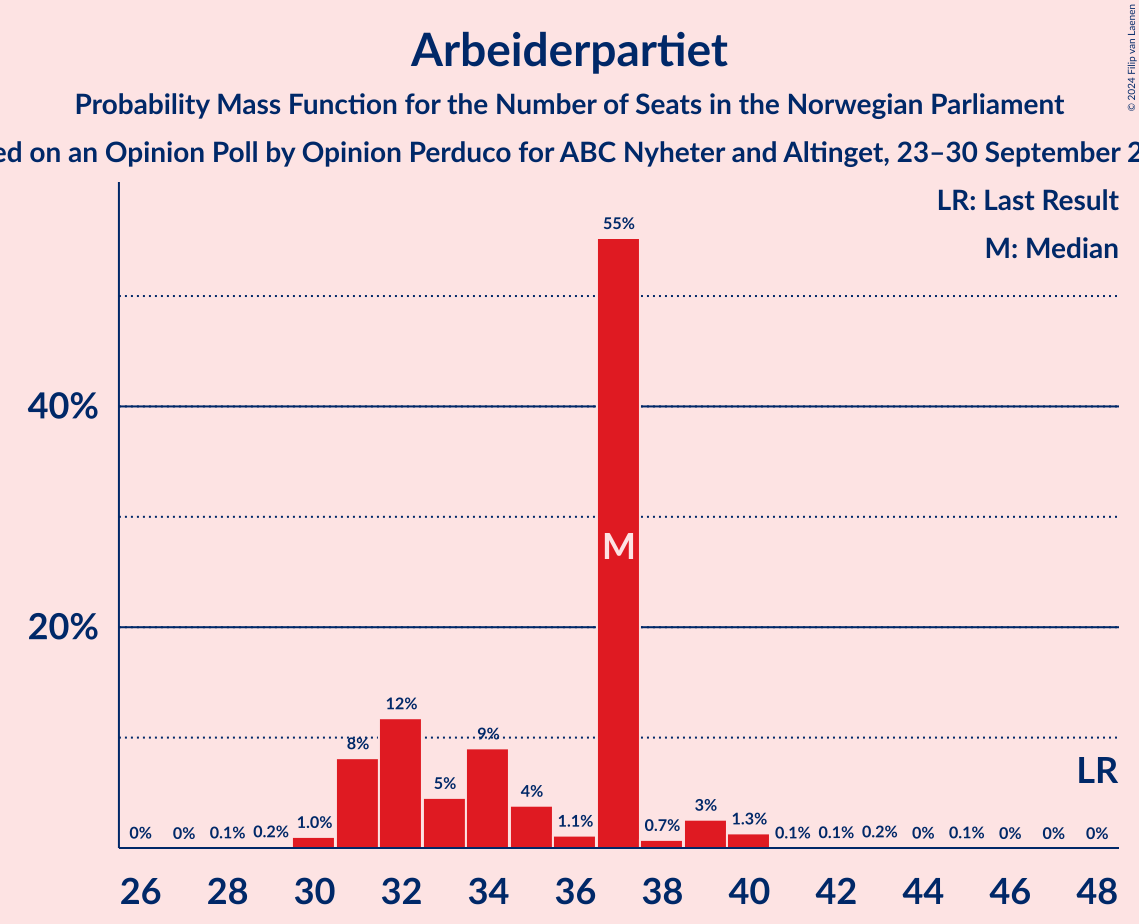 Arbeiderpartiet
Probability Mass Function for the Number of Seats in the Norwegian Parliament
on an Opinion Poll by Opinion Perduco for ABC Nyheter and Altinget, 23–30 September
© 2024 Filip van Laenen
LR: Last Result
M: Median
55%
40%
M
20%
12%
8%
9%
5%
4%
3%
LR
0% 0% 0.1% 0.2% 1.0% 1.1% 0.7% 1.3% 0.1% 0.1% 0.2% 0% 0.1% 0% 0% 0%
26 28 30 32 34 36 38 40 42 44 46 48